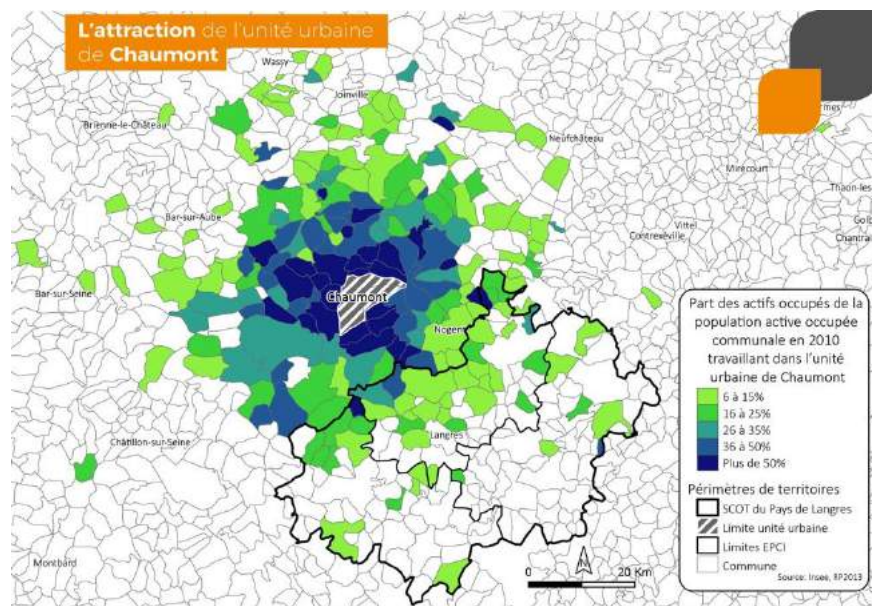 L'attraction de l'unité urbaine
de Chaumont
Wassy
Joinville
Brienne-le-Château
Neufchâteau
Mirecourt
Thaon-les-
Bar-sur-Aube
Vittel
Contrexéville
Golb
Chantrai
Bar-sur-Seine
Chaumont
Nogent
Châtillon-sur-Seine
Langres
Montbard
Part des actifs occupés de la
population active occupée
communale en 2010
travaillant dans l'unité
urbaine de Chaumont
6 à 15%
16 à 25%
26 à 35%
36 à 50%
Plus de 50%
Périmètres de territoires
SCOT du Pays de Langres
Limite unité urbaine
Limites EPCI
Commune
Source: Insee, RP2013
N
0
20 Km